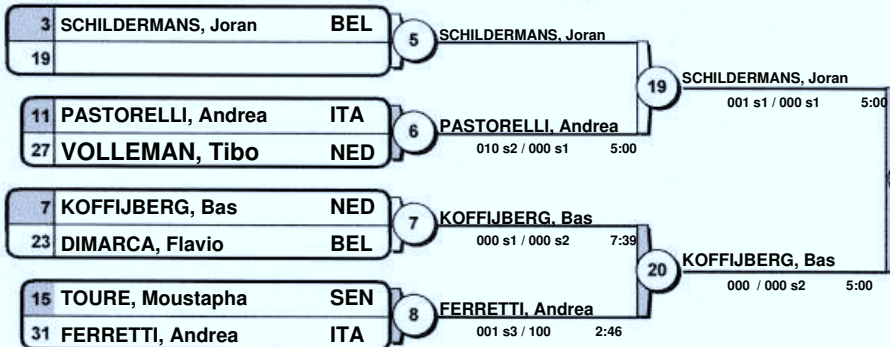 3 SCHILDERMANS, Joran BEL
19
5
SCHILDERMANS, Joran
11 PASTORELLI, Andrea ITA
27 VOLLEMAN, Tibo NED
6
PASTORELLI, Andrea
010 s2 / 000 s1 5:00
19
SCHILDERMANS, Joran
001 s1 / 000 s1 5:00
7 KOFFIJBERG, Bas NED
23 DIMARCA, Flavio BEL
7
KOFFIJBERG, Bas
000 s1 / 000 s2 7:39
15 TOURE, Moustapha SEN
31 FERRETTI, Andrea ITA
8
FERRETTI, Andrea
001 s3 / 100 2:46
20
KOFFIJBERG, Bas
000 / 000 s2 5:00